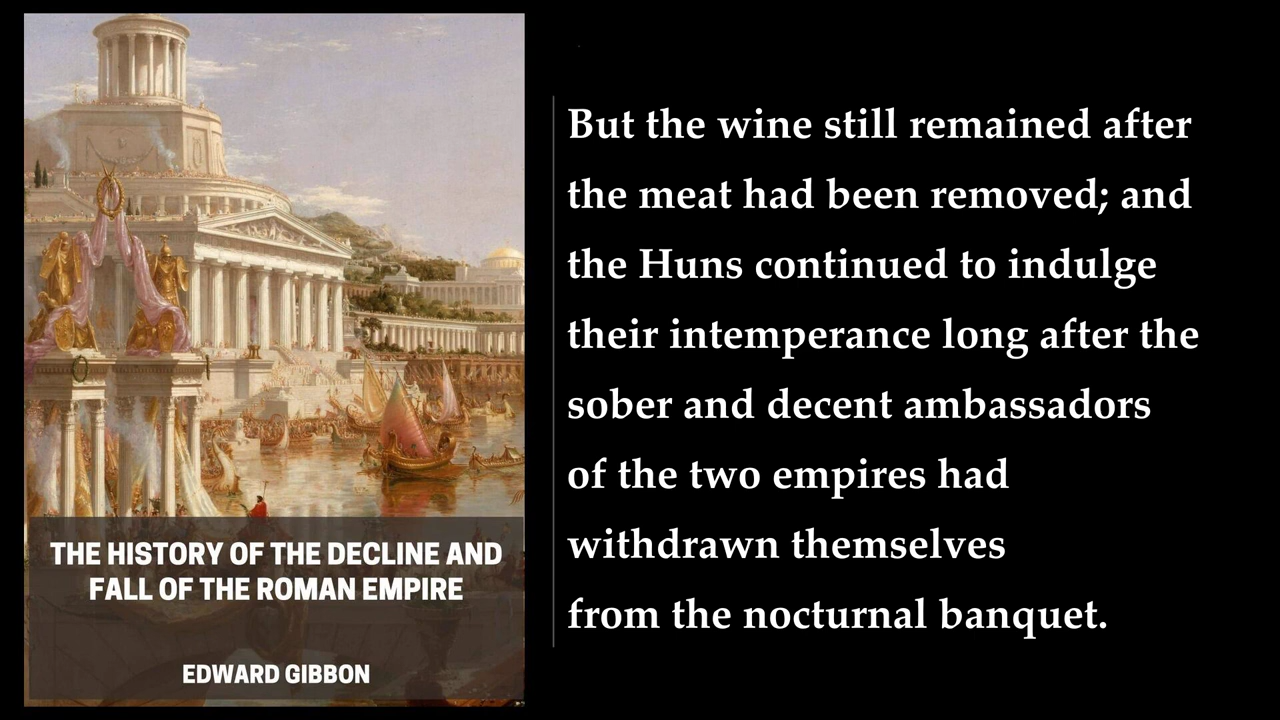 THE HISTORY OF THE DECLINE AND
FALL OF THE ROMAN EMPIRE
EDWARD GIBBON
But the wine still remained after
the meat had been removed; and
the Huns continued to indulge
their intemperance long after the
sober and decent ambassadors
of the two empires had
withdrawn themselves
from the nocturnal banquet.